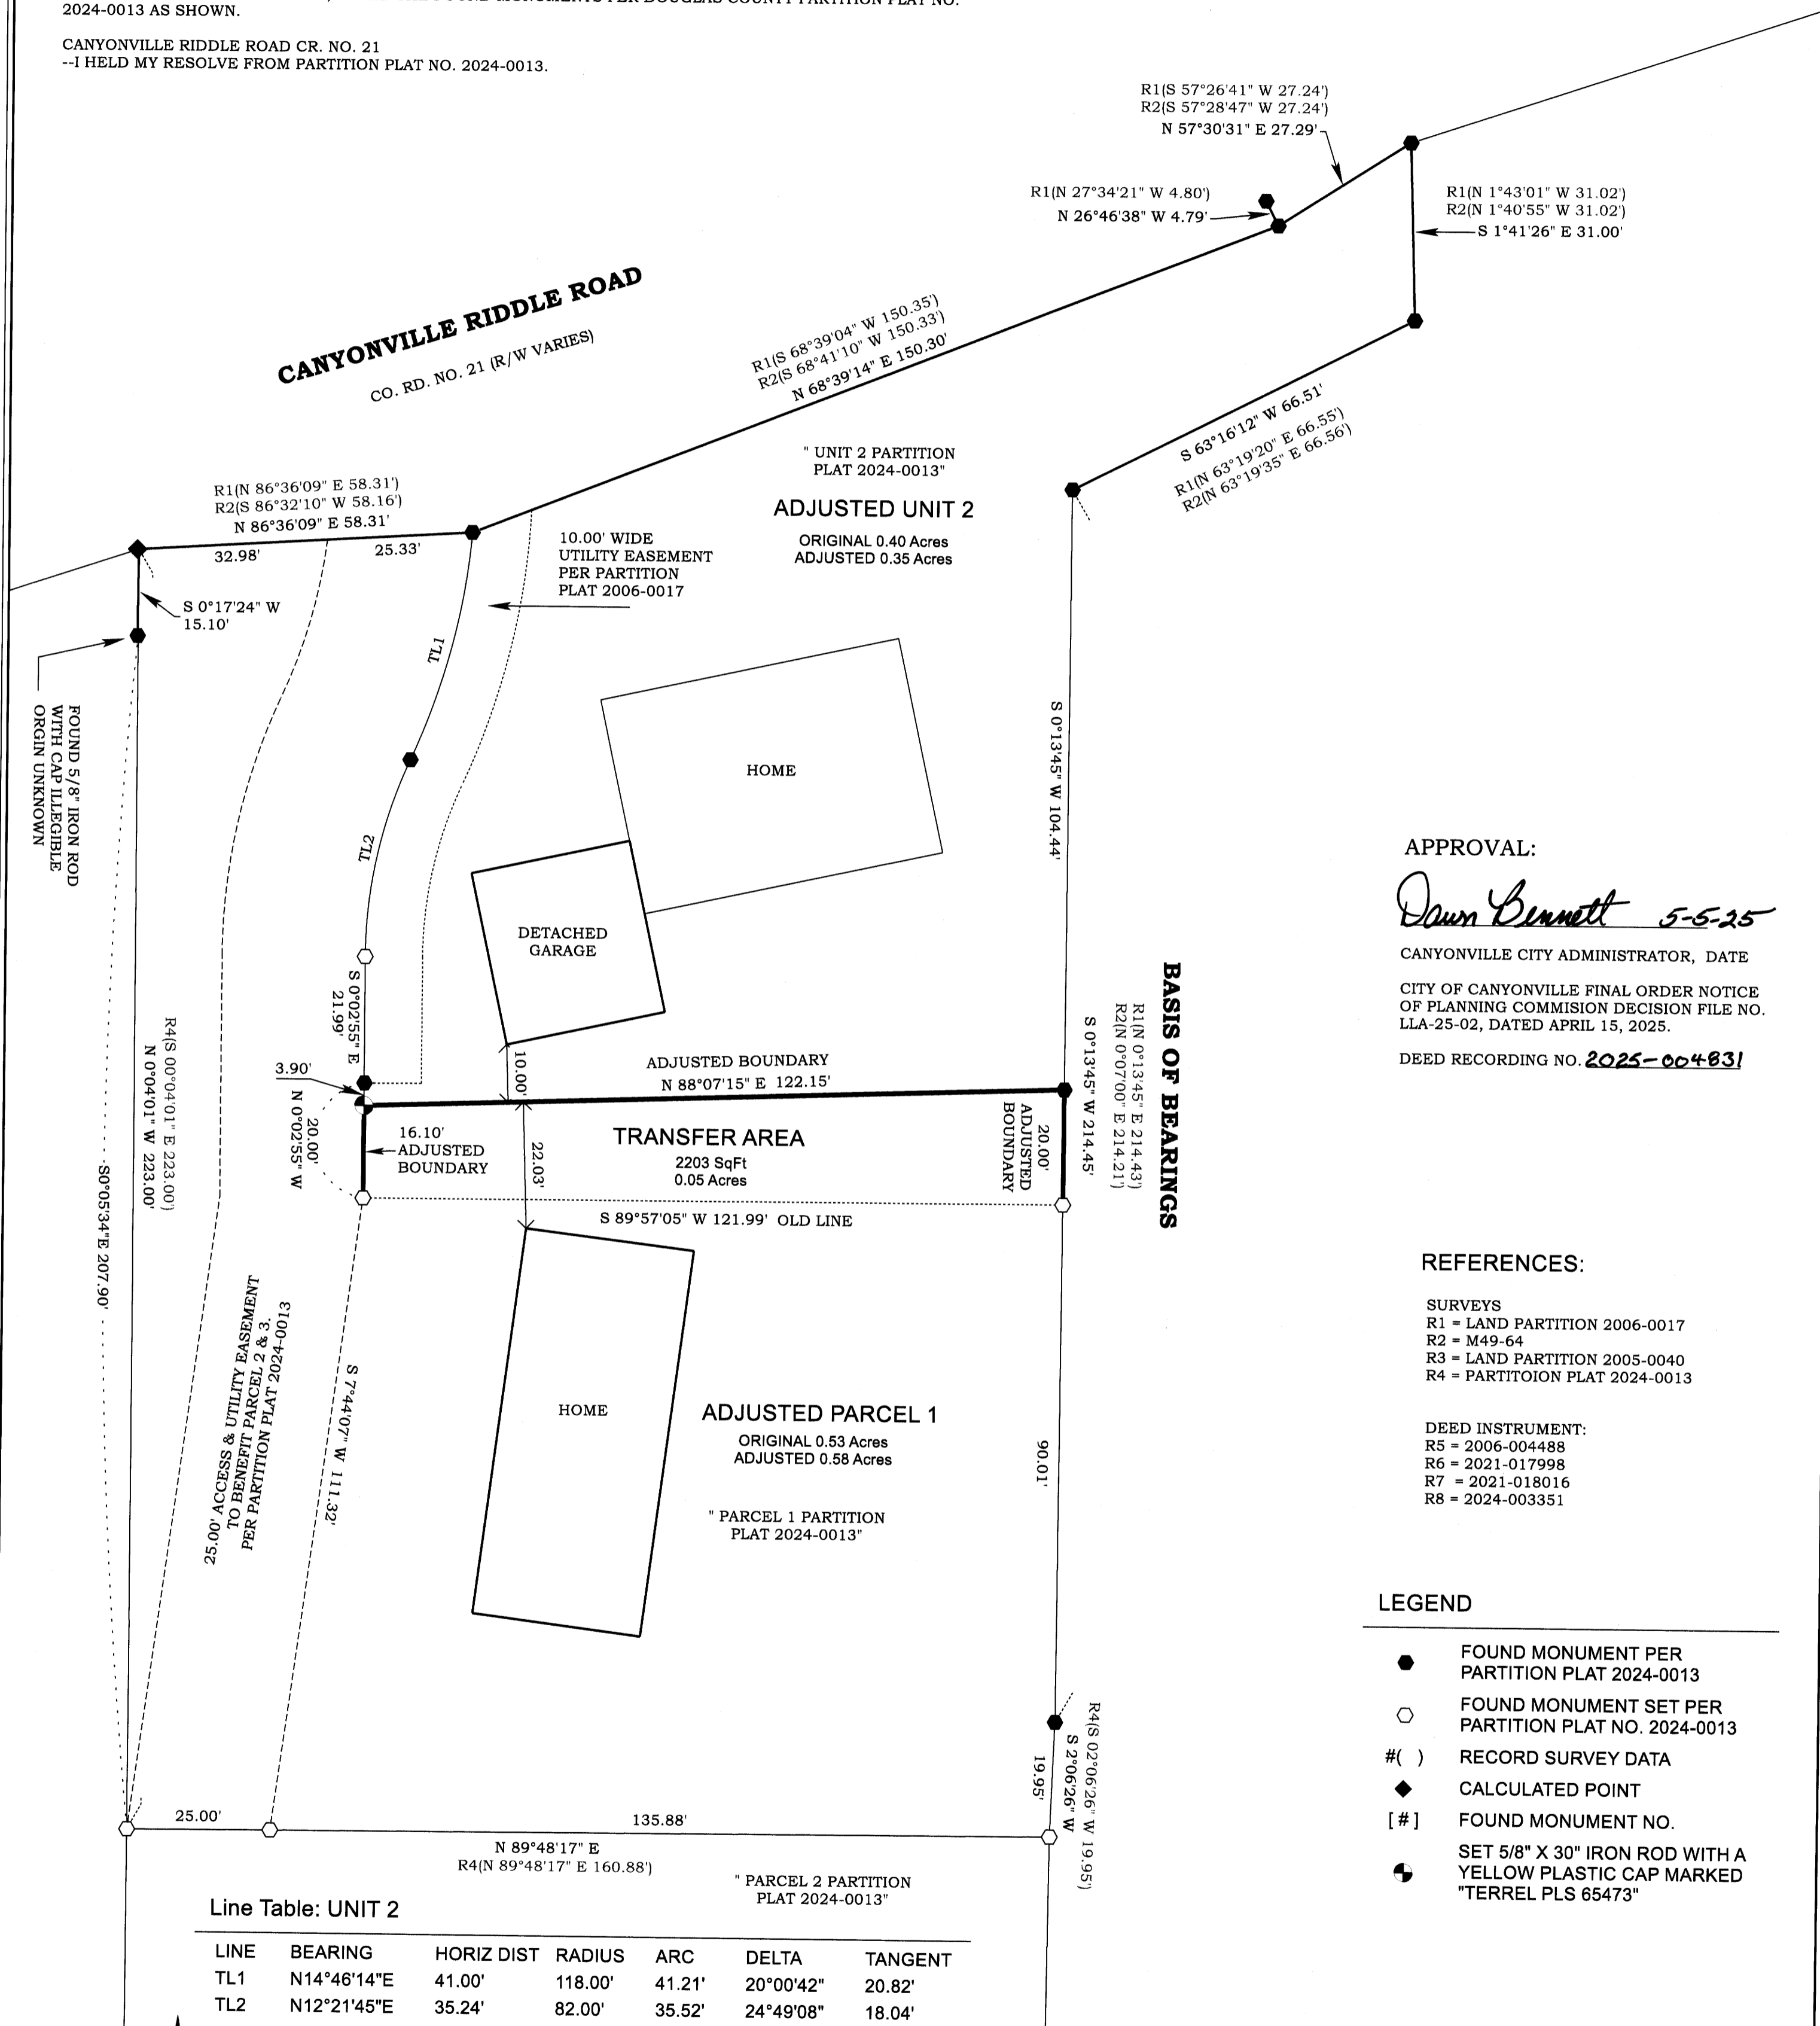 2024-0013 AS SHOWN.
CANYONVILLE RIDDLE ROAD CR. NO. 21
--I HELD MY RESOLVE FROM PARTITION PLAT NO. 2024-0013.
R1(S 57°26'41" W 27.24')
R2(S 57°28'47" W 27.24')
N 57°30'31" E 27.29'
R1(N 27°34'21" W 4.80')
N 26°46'38" W 4.79'
R1(N 1°43'01" W 31.02')
R2(N 1°40'55" W 31.02')
S 1°41'26" E 31.00'
CANYONVILLE RIDDLE ROAD
CO. RD. NO. 21 (R/W VARIES)
R1(S 68°39'04" W 150.35')
R2(S 68°41'10" W 150.33')
N 68°39'14" E 150.30'
S 63°16'12" W 66.51'
R1(N 63°19'20" E 66.55')
R2(N 63°19'35" E 66.56')
" UNIT 2 PARTITION
PLAT 2024-0013"
ADJUSTED UNIT 2
ORIGINAL 0.40 Acres
ADJUSTED 0.35 Acres
R1(N 86°36'09" E 58.31')
R2(S 86°32'10" W 58.16')
N 86°36'09" E 58.31'
32.98'
25.33'
10.00' WIDE
UTILITY EASEMENT
PER PARTITION
PLAT 2006-0017
S 0°17'24" W
15.10'
FOUND 5/8" IRON ROD
WITH CAP ILLEGIBLE
ORGIN UNKNOWN
TL1
TL2
HOME
DETACHED
GARAGE
S 0°13'45" W 104.44'
S 0°02'55" E
21.99'
10.00'
ADJUSTED BOUNDARY
N 88°07'15" E 122.15'
3.90'
20.00'
N 0°02'55" W
16.10'
ADJUSTED
BOUNDARY
22.03'
TRANSFER AREA
2203 SqFt
0.05 Acres
20.00'
ADJUSTED
BOUNDARY
S 89°57'05" W 121.99' OLD LINE
BASIS OF BEARINGS
R1(N 0°13'45" E 214.43')
R2(N 0°07'00" E 214.21')
S 0°13'45" W 214.45'
R4(S 00°04'01" E 223.00')
N 0°04'01" W 223.00'
S0°05'34"E 207.90'
25.00' ACCESS & UTILITY EASEMENT
TO BENEFIT PARCEL 2 & 3.
PER PARTITION PLAT 2024-0013
S 7°44'07" W 111.32'
HOME
ADJUSTED PARCEL 1
ORIGINAL 0.53 Acres
ADJUSTED 0.58 Acres
" PARCEL 1 PARTITION
PLAT 2024-0013"
90.01'
R4(S 02°06'26" W 19.95')
S 2°06'26" W
19.95'
25.00'
135.88'
N 89°48'17" E
R4(N 89°48'17" E 160.88')
" PARCEL 2 PARTITION
PLAT 2024-0013"
Line Table: UNIT 2
LINE BEARING HORIZ DIST RADIUS ARC DELTA TANGENT
TL1 N14°46'14"E 41.00' 118.00' 41.21' 20°00'42" 20.82'
TL2 N12°21'45"E 35.24' 82.00' 35.52' 24°49'08" 18.04'
APPROVAL:
Dawn Bennett 5-5-25
CANYONVILLE CITY ADMINISTRATOR, DATE
CITY OF CANYONVILLE FINAL ORDER NOTICE
OF PLANNING COMMISION DECISION FILE NO.
LLA-25-02, DATED APRIL 15, 2025.
DEED RECORDING NO. 2025-004831
REFERENCES:
SURVEYS
R1 = LAND PARTITION 2006-0017
R2 = M49-64
R3 = LAND PARTITION 2005-0040
R4 = PARTITOION PLAT 2024-0013
DEED INSTRUMENT:
R5 = 2006-004488
R6 = 2021-017998
R7 = 2021-018016
R8 = 2024-003351
LEGEND
FOUND MONUMENT PER
PARTITION PLAT 2024-0013
FOUND MONUMENT SET PER
PARTITION PLAT NO. 2024-0013
#( ) RECORD SURVEY DATA
CALCULATED POINT
[#] FOUND MONUMENT NO.
SET 5/8" X 30" IRON ROD WITH A
YELLOW PLASTIC CAP MARKED
"TERREL PLS 65473"